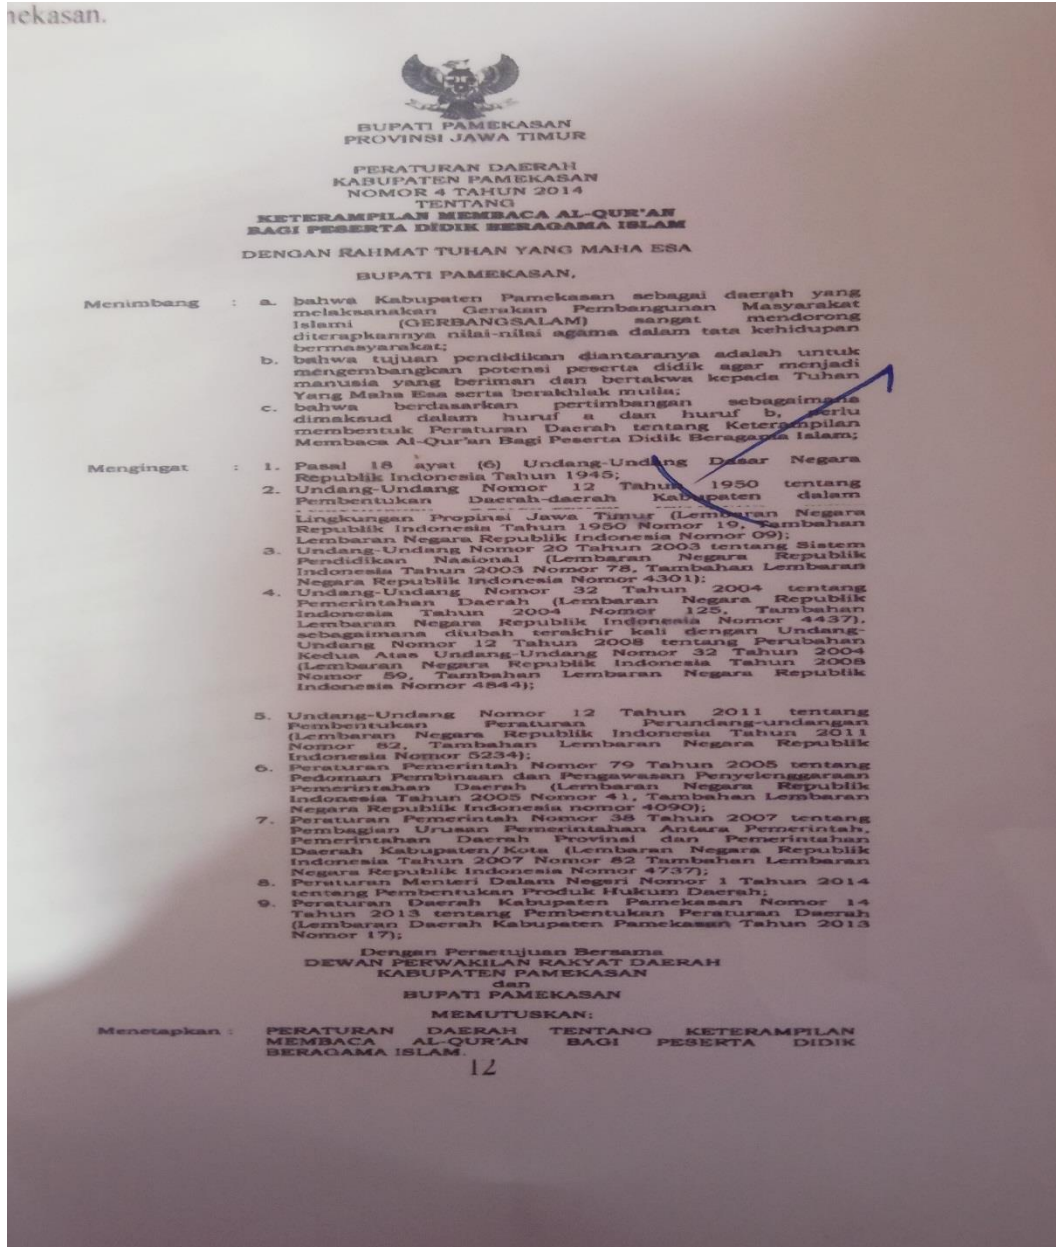 nekasan.
BUPATI PAMEKASAN
PROVINSI JAWA TIMUR
PERATURAN DAERAH
KABUPATEN PAMEKASAN
NOMOR 4 TAHUN 2014
TENTANG
KETERAMPILAN MEMBACA AL-QUR'AN
BAGI PESERTA DIDIK BERAGAMA ISLAM
DENGAN RAHMAT TUHAN YANG MAHA ESA
BUPATI PAMEKASAN,
Menimbang : a. bahwa Kabupaten Pamekasan sebagai daerah yang
melaksanakan Gerakan Pembangunan Masyarakat
Islami (GERBANGSALAM) sangat mendorong
diterapkannya nilai-nilai agama dalam tata kehidupan
bermasyarakat;
b. bahwa tujuan pendidikan diantaranya adalah untuk
mengembangkan potensi peserta didik agar menjadi
manusia yang beriman dan bertakwa kepada Tuhan
Yang Maha Esa serta berakhlak mulia;
c. bahwa berdasarkan pertimbangan sebagaimana
dimaksud dalam huruf a dan huruf b, perlu
membentuk Peraturan Daerah tentang Keterampilan
Membaca Al-Qur'an Bagi Peserta Didik Beragama Islam;
Mengingat : 1. Pasal 18 ayat (6) Undang-Undang Dasar Negara
Republik Indonesia Tahun 1945;
2. Undang-Undang Nomor 12 Tahun 1950 tentang
Pembentukan Daerah-daerah Kabupaten dalam
Lingkungan Propinsi Jawa Timur (Lembaran Negara
Republik Indonesia Tahun 1950 Nomor 19, Tambahan
Lembaran Negara Republik Indonesia Nomor 09);
3. Undang-Undang Nomor 20 Tahun 2003 tentang Sistem
Pendidikan Nasional (Lembaran Negara Republik
Indonesia Tahun 2003 Nomor 78, Tambahan Lembaran
Negara Republik Indonesia Nomor 4301);
4. Undang-Undang Nomor 32 Tahun 2004 tentang
Pemerintahan Daerah (Lembaran Negara Republik
Indonesia Tahun 2004 Nomor 125, Tambahan
Lembaran Negara Republik Indonesia Nomor 4437),
sebagaimana diubah terakhir kali dengan Undang-
Undang Nomor 12 Tahun 2008 tentang Perubahan
Kedua Atas Undang-Undang Nomor 32 Tahun 2004
(Lembaran Negara Republik Indonesia Tahun 2008
Nomor 59, Tambahan Lembaran Negara Republik
Indonesia Nomor 4844);
5. Undang-Undang Nomor 12 Tahun 2011 tentang
Pembentukan Peraturan Perundang-undangan
(Lembaran Negara Republik Indonesia Tahun 2011
Nomor 82, Tambahan Lembaran Negara Republik
Indonesia Nomor 5234);
6. Peraturan Pemerintah Nomor 79 Tahun 2005 tentang
Pedoman Pembinaan dan Pengawasan Penyelenggaraan
Pemerintahan Daerah (Lembaran Negara Republik
Indonesia Tahun 2005 Nomor 41, Tambahan Lembaran
Negara Republik Indonesia nomor 4090);
7. Peraturan Pemerintah Nomor 38 Tahun 2007 tentang
Pembagian Urusan Pemerintahan Antara Pemerintah,
Pemerintahan Daerah Provinsi dan Pemerintahan
Daerah Kabupaten/Kota (Lembaran Negara Republik
Indonesia Tahun 2007 Nomor 82 Tambahan Lembaran
Negara Republik Indonesia Nomor 4737);
8. Peraturan Menteri Dalam Negeri Nomor 1 Tahun 2014
tentang Pembentukan Produk Hukum Daerah;
9. Peraturan Daerah Kabupaten Pamekasan Nomor 14
Tahun 2013 tentang Pembentukan Peraturan Daerah
(Lembaran Daerah Kabupaten Pamekasan Tahun 2013
Nomor 17);
Dengan Persetujuan Bersama
DEWAN PERWAKILAN RAKYAT DAERAH
KABUPATEN PAMEKASAN
dan
BUPATI PAMEKASAN
MEMUTUSKAN:
Menetapkan : PERATURAN DAERAH TENTANG KETERAMPILAN
MEMBACA AL-QUR'AN BAGI PESERTA DIDIK
BERAGAMA ISLAM.
12